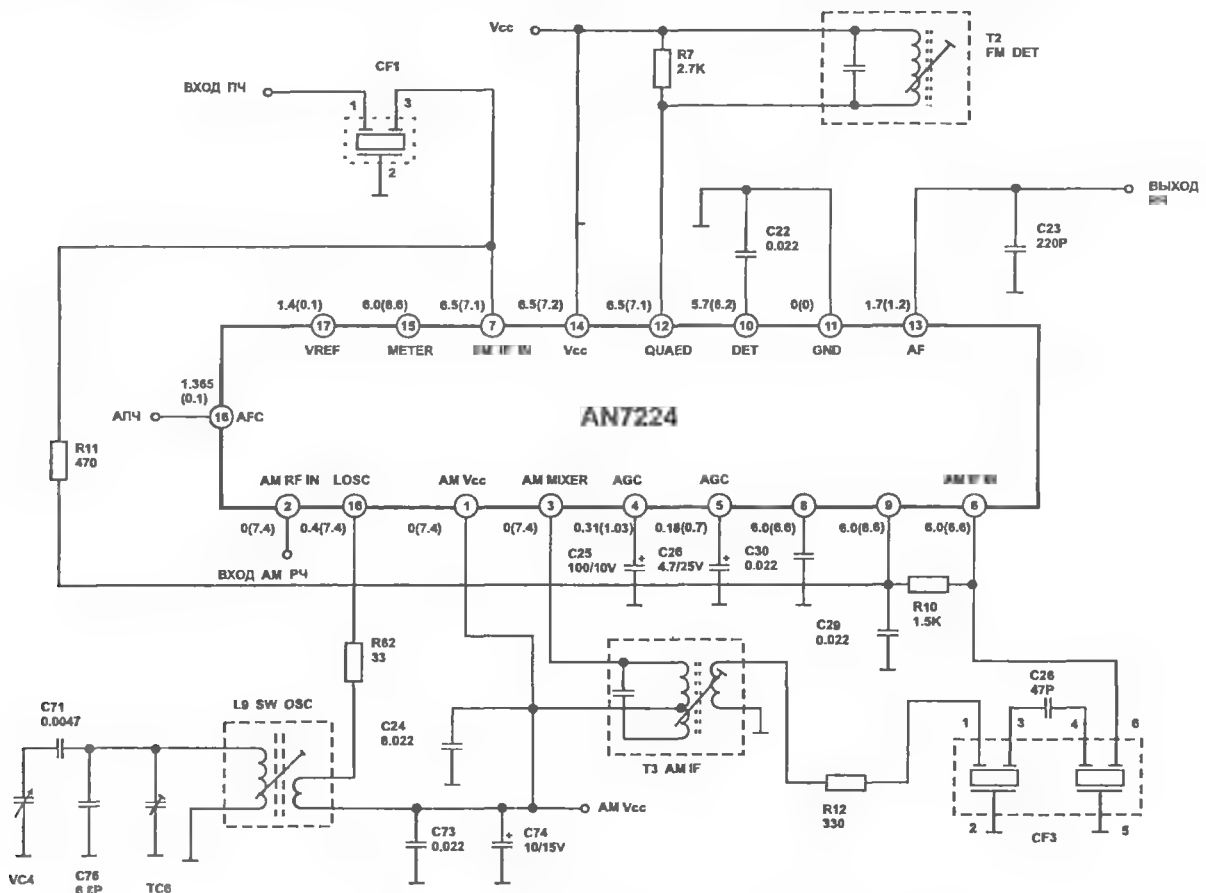 Vcc
T2
FM DET
R7
2.7K
CF1
ВХОД ПЧ
1
3
2
ВЫХОД
C22
0.022
C23
220P
1.4(0.1)
6.0(6.6)
6.5(7.1)
6.5(7.2)
6.5(7.1)
5.7(6.2)
0(0)
1.7(1.2)
17
15
7
14
12
10
11
13
VREF
METER
Vcc
QUAED
DET
GND
AF
1.365
(0.1)
АПЧ
16
AFC
AN7224
R11
470
AM RF IN
LOSC
AM Vcc
AM MIXER
AGC
AGC
2
16
1
3
4
5
8
9
6
0(7.4)
0.4(7.4)
0(7.4)
0(7.4)
0.31(1.03)
0.18(0.7)
6.0(6.6)
6.0(6.6)
6.0(6.6)
ВХОД АМ РЧ
C25
100/10V
C26
4.7/25V
C30
0.022
R10
1.5K
C29
0.022
R62
33
C26
47P
L9 SW OSC
C71
0.0047
C24
6.022
T3 AM IF
1
3
4
6
AM Vcc
R12
330
2
5
CF3
C73
0,022
C74
10/15V
VC4
C76
TC6